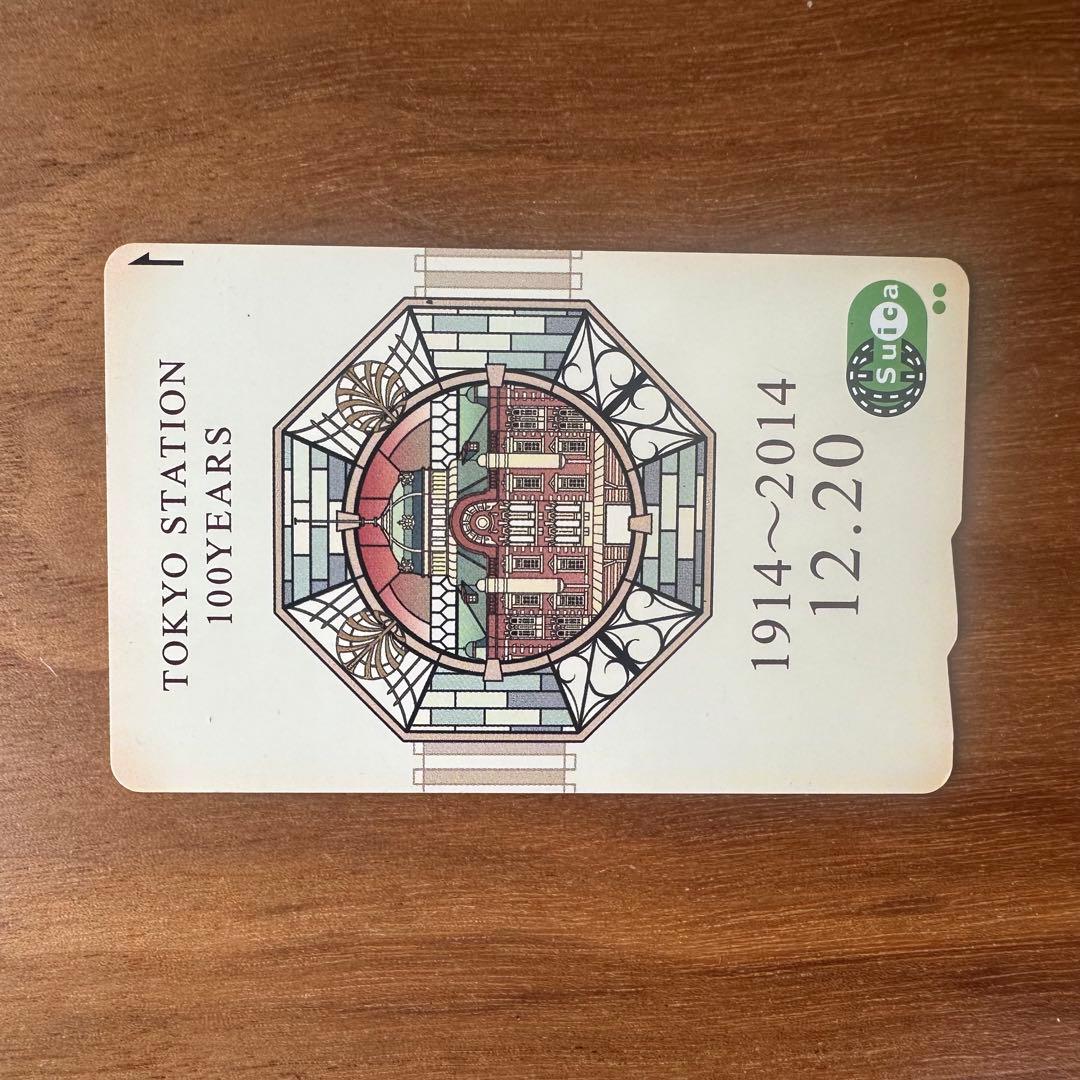 TOKYO STATION
100YEARS
1914～2014
12.20
Suica